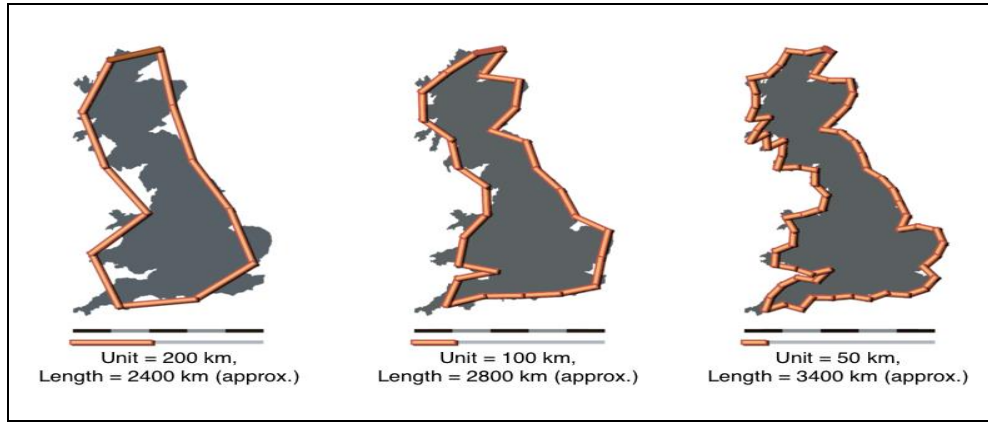 Unit = 200 km,
Length = 2400 km (approx.)
Unit = 100 km,
Length = 2800 km (approx.)
Unit = 50 km,
Length = 3400 km (approx.)